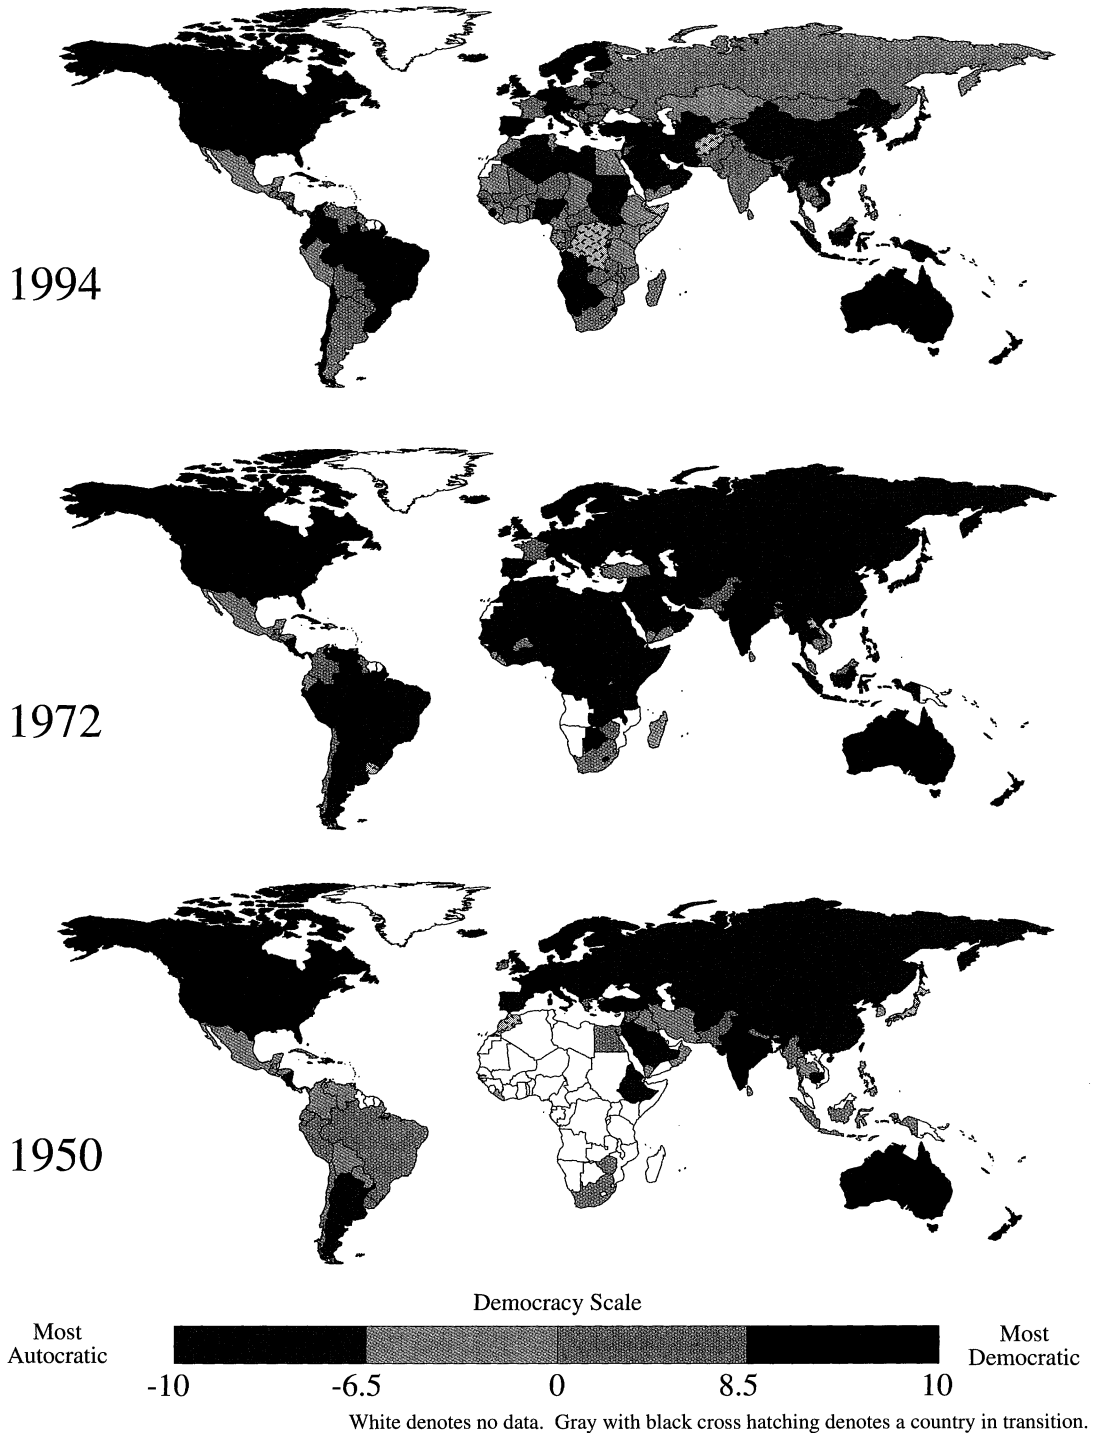 1994
1972
1950
Democracy Scale
Most
Autocratic
Most
Democratic
-10
-6.5
0
8.5
10
White denotes no data. Gray with black cross hatching denotes a country in transition.